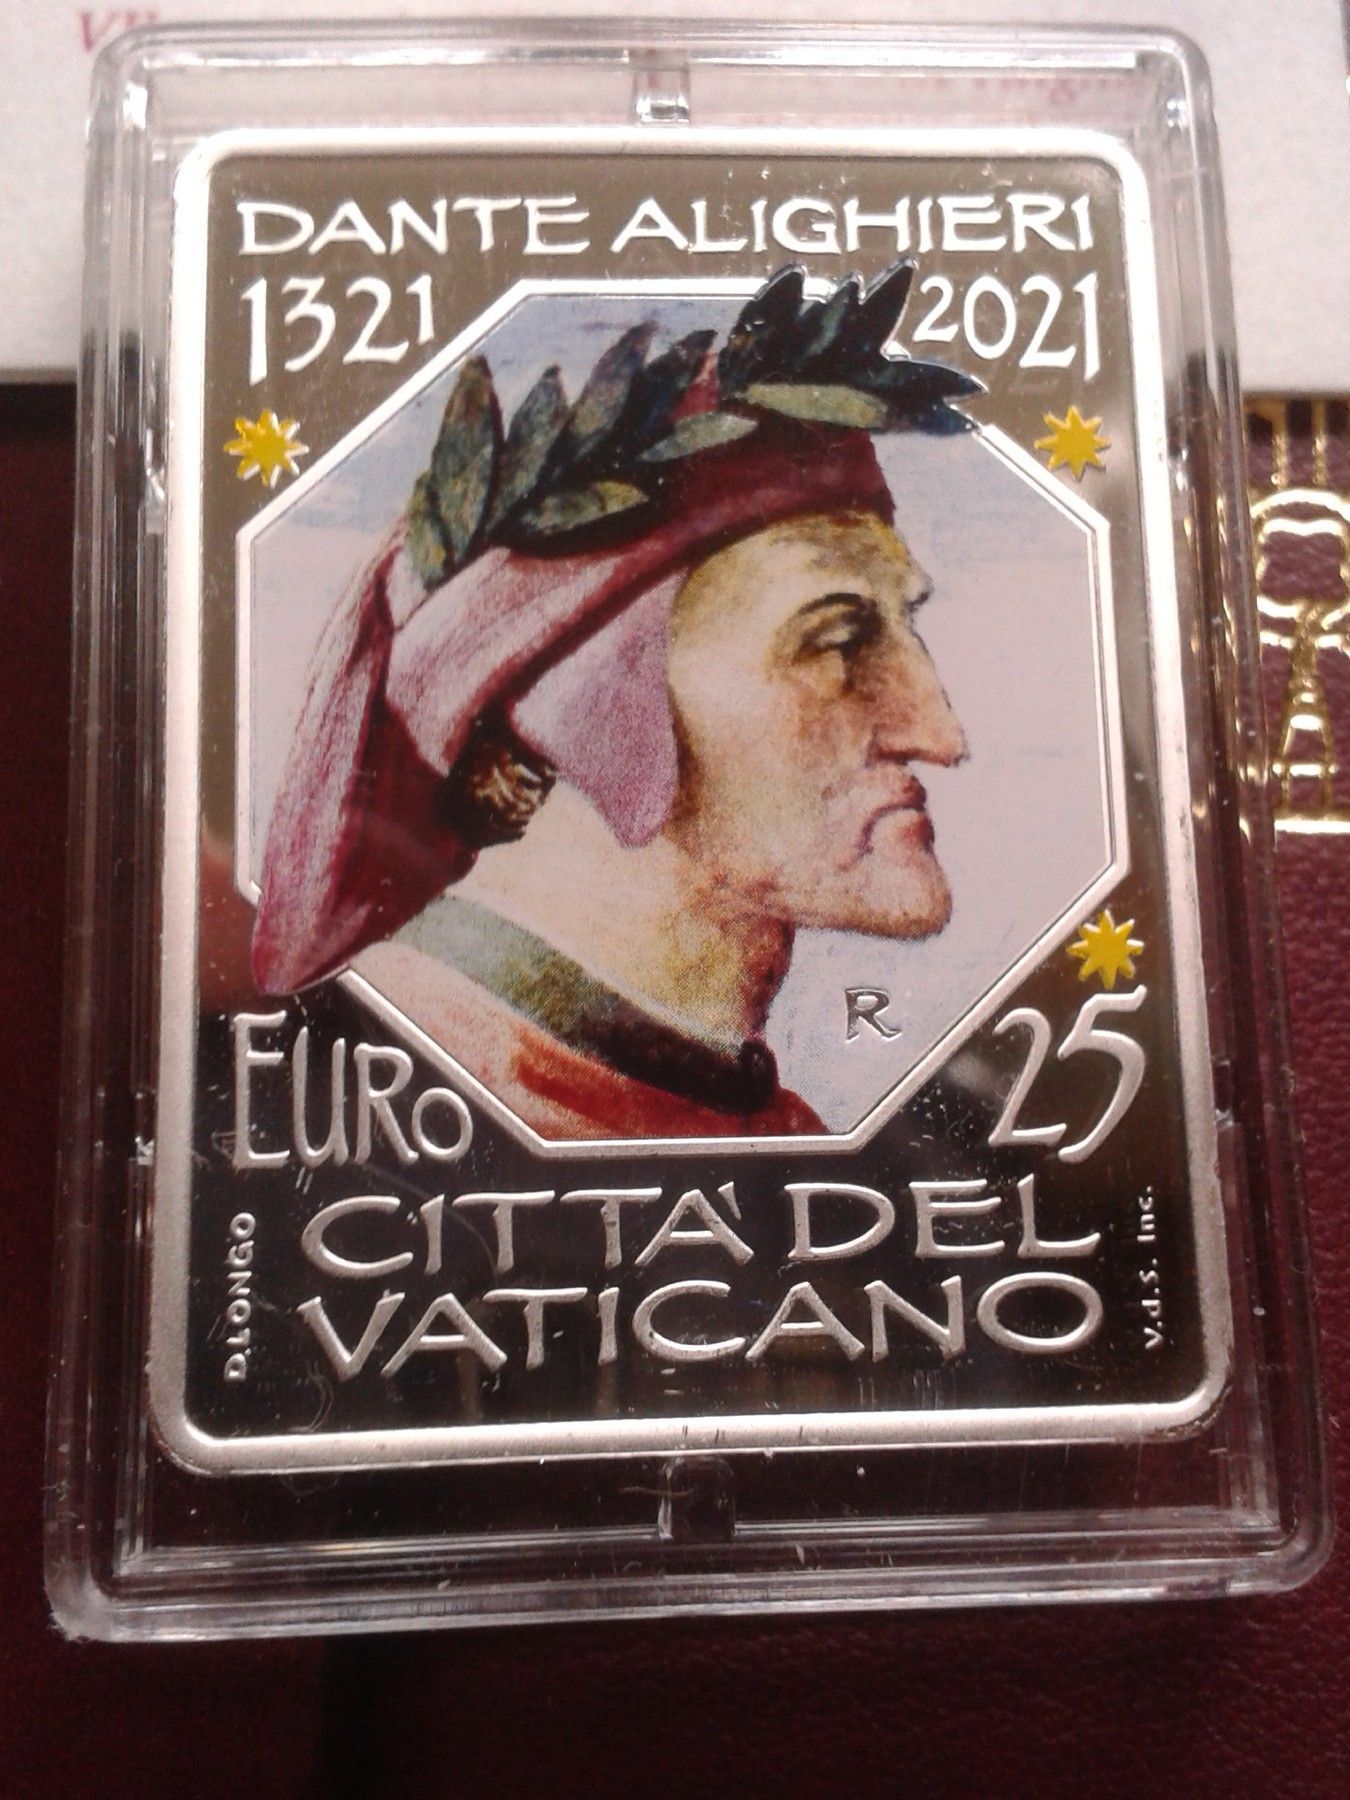 DANTE ALIGHIERI
1321 2021
R
EURO 25
CITTA' DEL
VATICANO
D.LONGO
V.d.S. Inc.